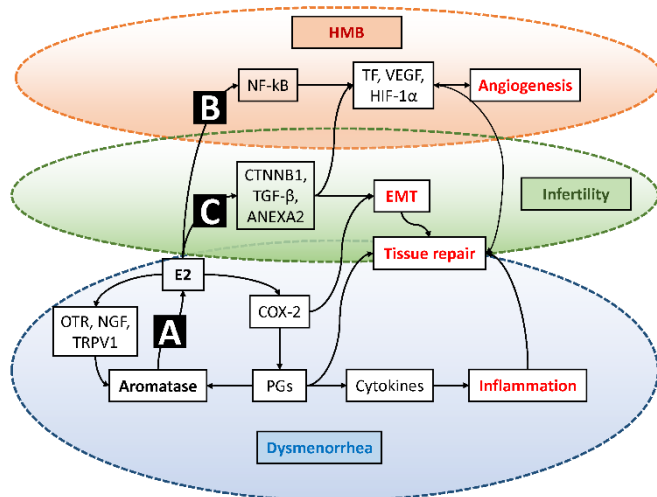 HMB
NF-kB
TF, VEGF,
HIF-1α
Angiogenesis
B
CTNNB1,
TGF-β,
ANEXA2
C
EMT
Infertility
Tissue repair
E2
OTR, NGF,
TRPV1
A
COX-2
Aromatase
PGs
Cytokines
Inflammation
Dysmenorrhea